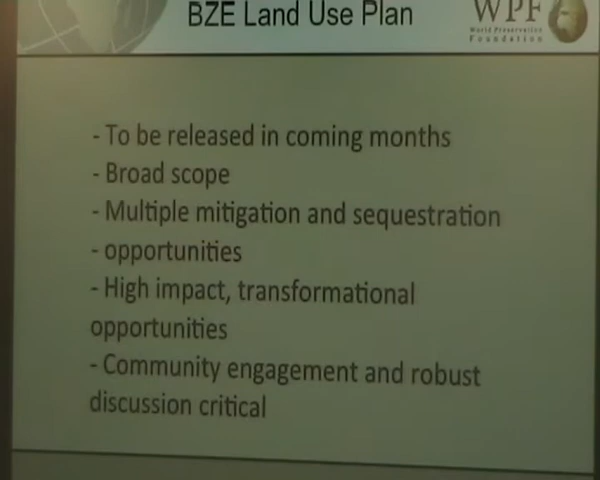 BZE Land Use Plan
WPF
World Preservation
Foundation
- To be released in coming months
- Broad scope
- Multiple mitigation and sequestration
- opportunities
- High impact, transformational
opportunities
- Community engagement and robust
discussion critical